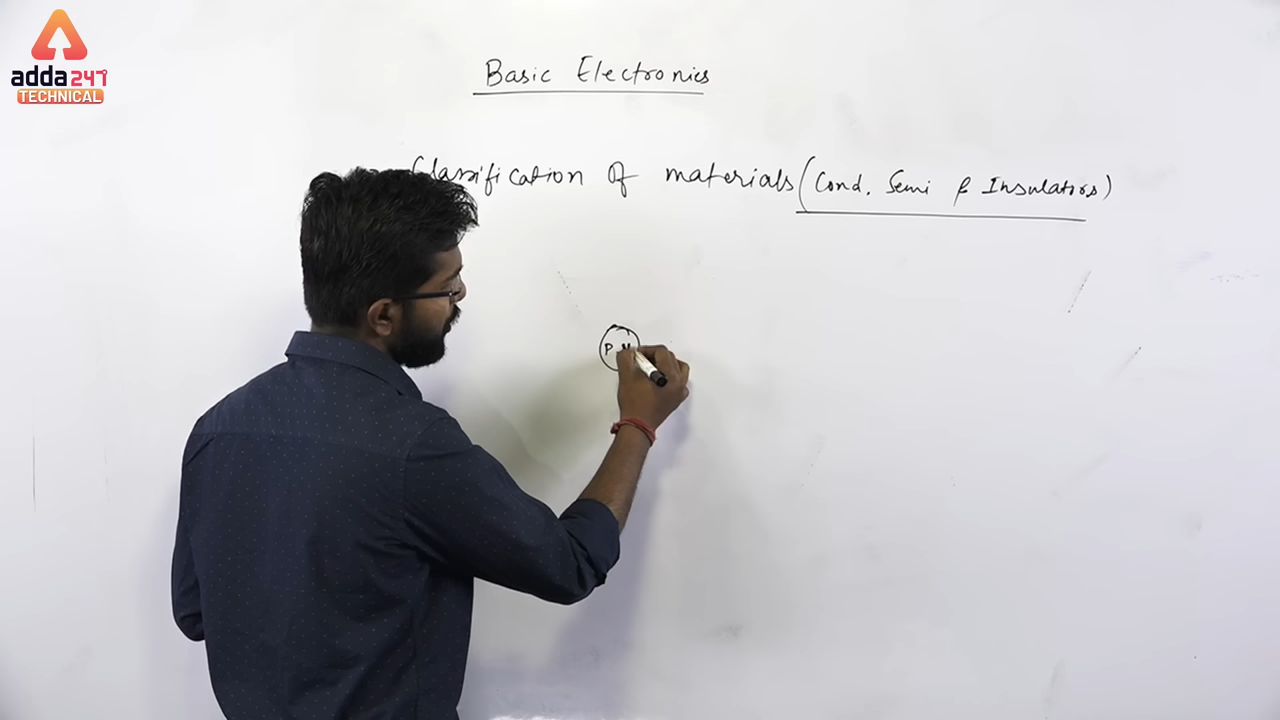 adda247
TECHNICAL
Basic Electronics
Classification of materials (Cond. Semi & Insulators)
P N